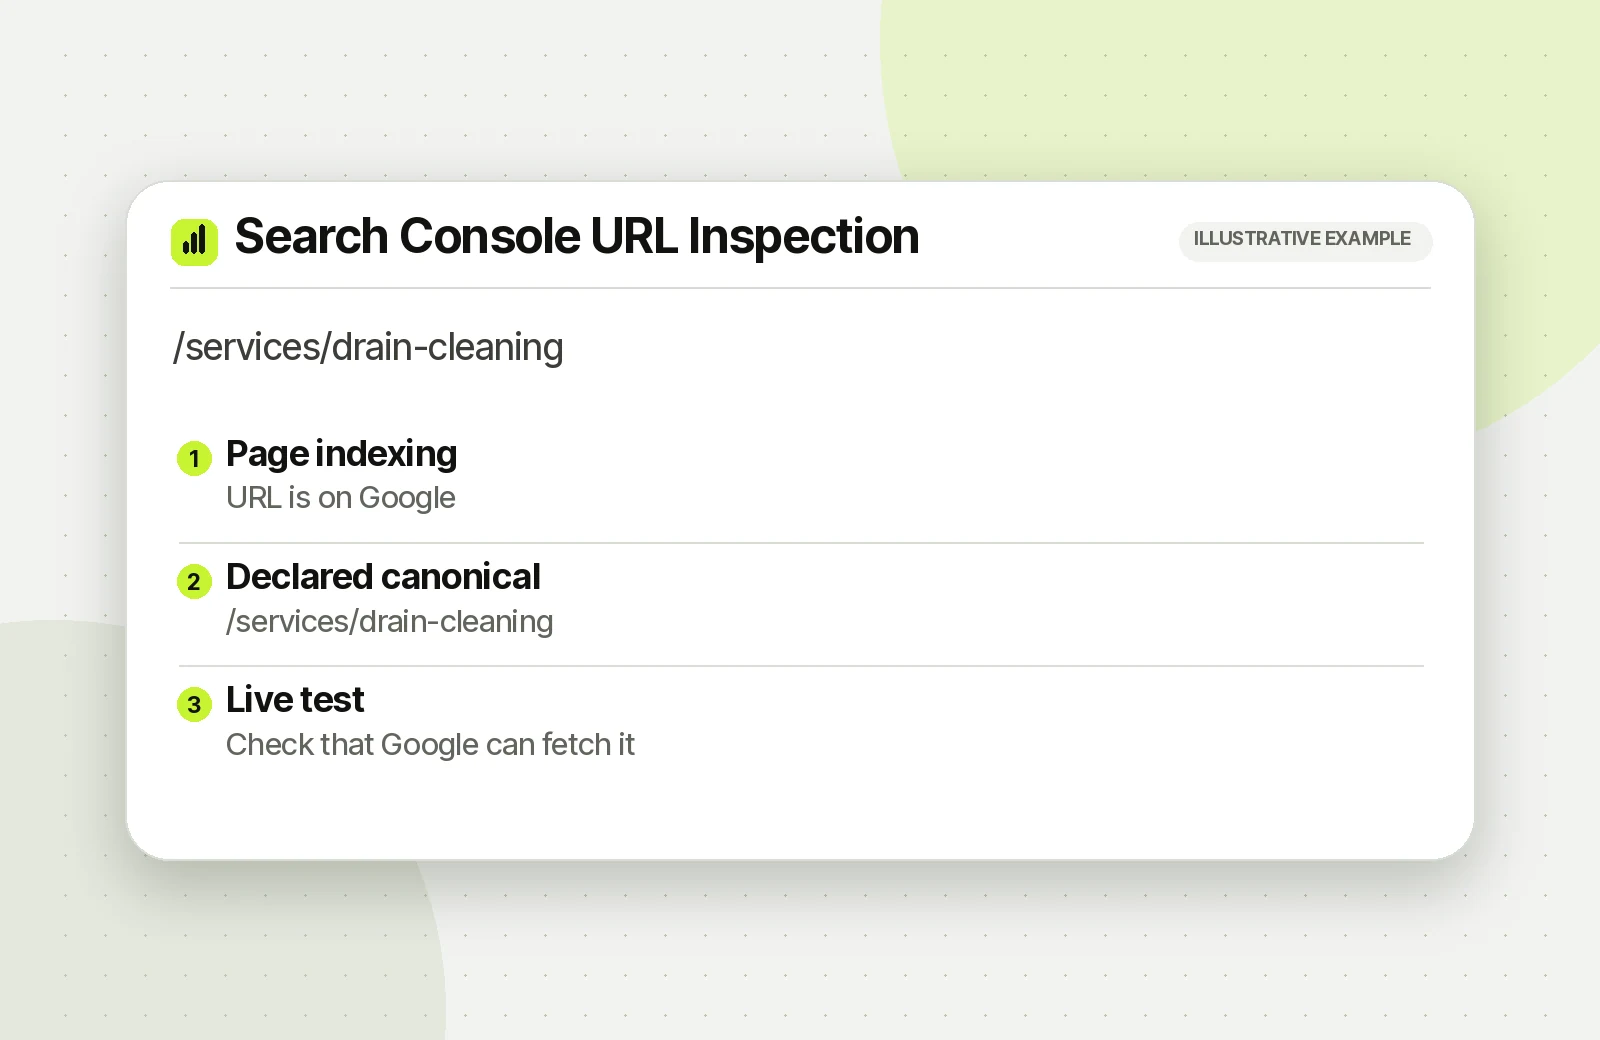 Search Console URL Inspection
ILLUSTRATIVE EXAMPLE
/services/drain-cleaning
1 Page indexing
URL is on Google
2 Declared canonical
/services/drain-cleaning
3 Live test
Check that Google can fetch it